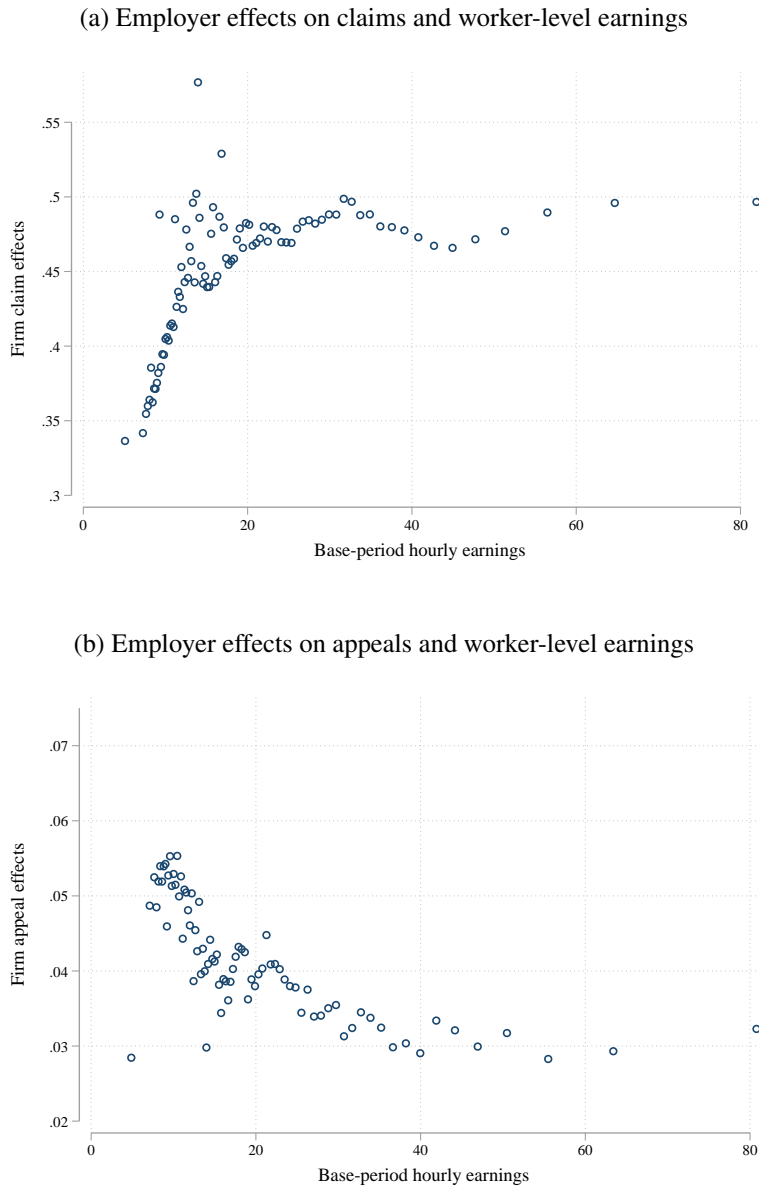 (a) Employer effects on claims and worker-level earnings
.55
.5
.45
.4
.35
.3
Firm claim effects
0 20 40 60 80
Base-period hourly earnings
(b) Employer effects on appeals and worker-level earnings
.07
.06
.05
.04
.03
.02
Firm appeal effects
0 20 40 60 80
Base-period hourly earnings